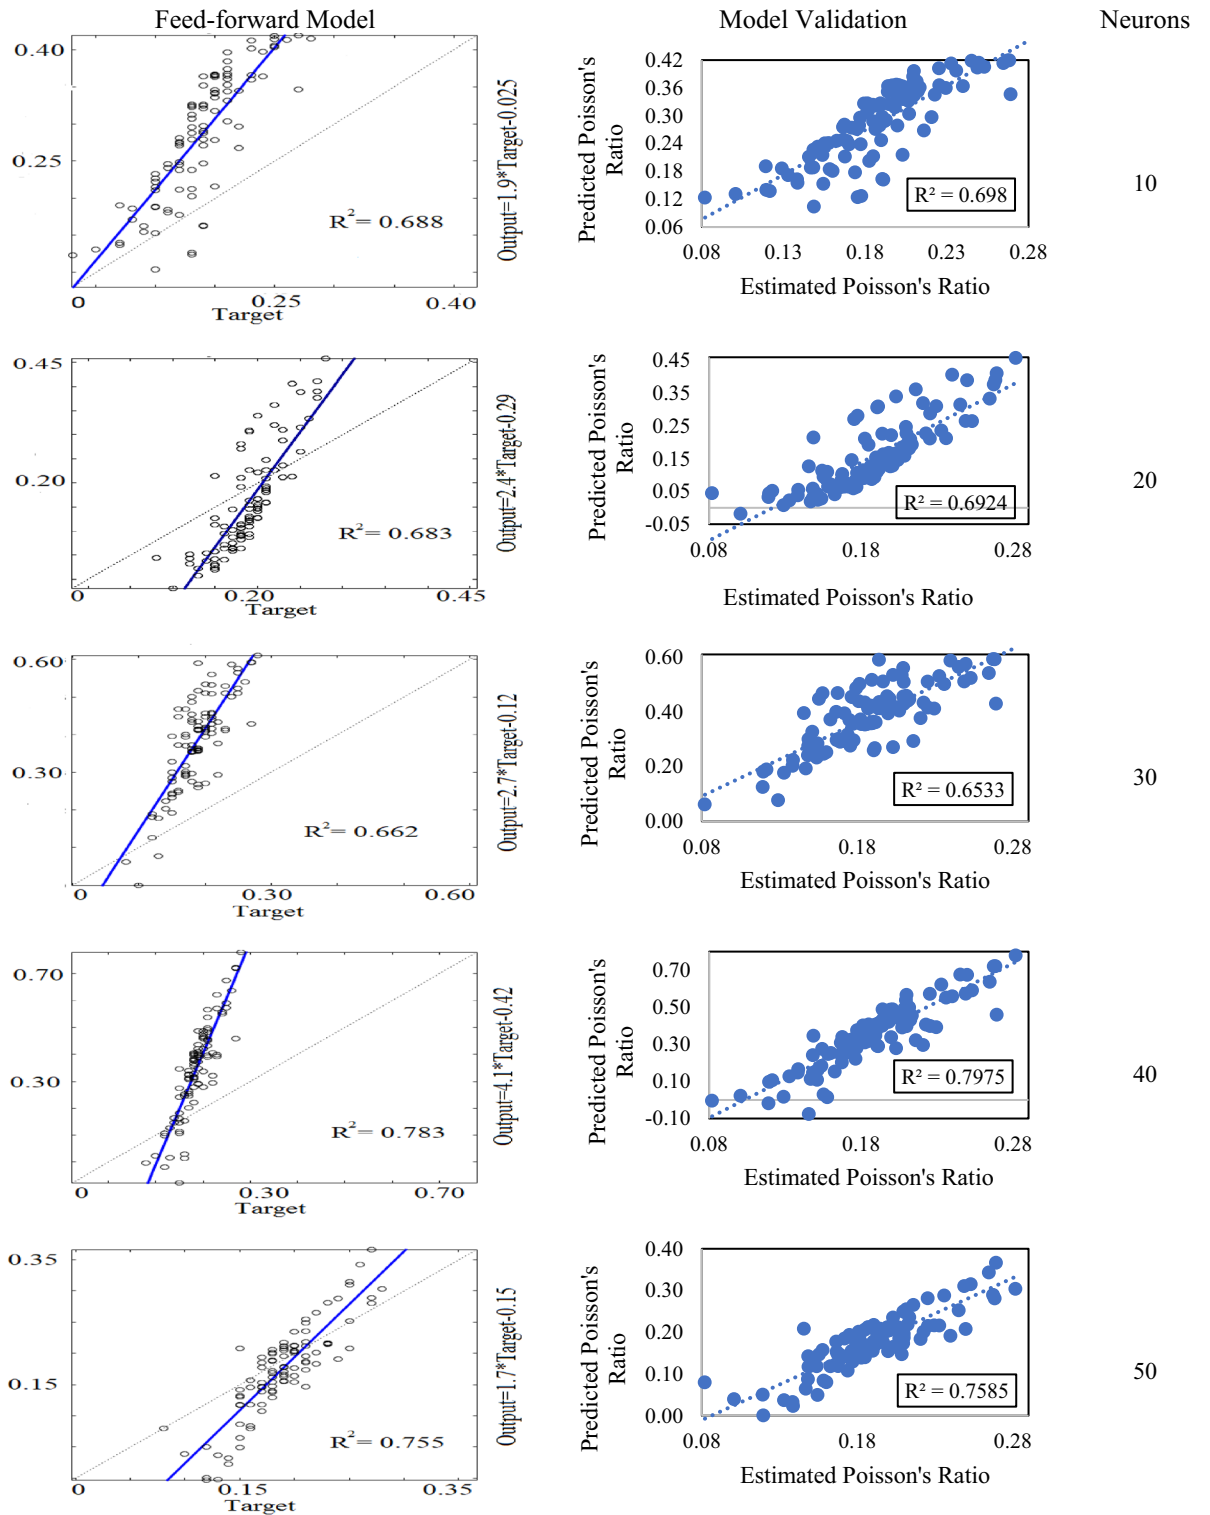 Feed-forward Model
Model Validation
Neurons
0.40
0.25
0
0.25
0.40
Target
R² = 0.688
Output=1.9*Target-0.025
Predicted Poisson's
Ratio
0.42
0.36
0.30
0.24
0.18
0.12
0.06
R² = 0.698
0.08
0.13
0.18
0.23
0.28
Estimated Poisson's Ratio
10
0.45
0.20
0
0.20
0.45
Target
R² = 0.683
Output=2.4*Target-0.29
Predicted Poisson's
Ratio
0.45
0.35
0.25
0.15
0.05
-0.05
R² = 0.6924
0.08
0.18
0.28
Estimated Poisson's Ratio
20
0.60
0.30
0
0.30
0.60
Target
R² = 0.662
Output=2.7*Target-0.12
Predicted Poisson's
Ratio
0.60
0.40
0.20
0.00
R² = 0.6533
0.08
0.18
0.28
Estimated Poisson's Ratio
30
0.70
0.30
0
0.30
0.70
Target
R² = 0.783
Output=4.1*Target-0.42
Predicted Poisson's
Ratio
0.70
0.50
0.30
0.10
-0.10
R² = 0.7975
0.08
0.18
0.28
Estimated Poisson's Ratio
40
0.35
0.15
0
0.15
0.35
Target
R² = 0.755
Output=1.7*Target-0.15
Predicted Poisson's
Ratio
0.40
0.30
0.20
0.10
0.00
R² = 0.7585
0.08
0.18
0.28
Estimated Poisson's Ratio
50